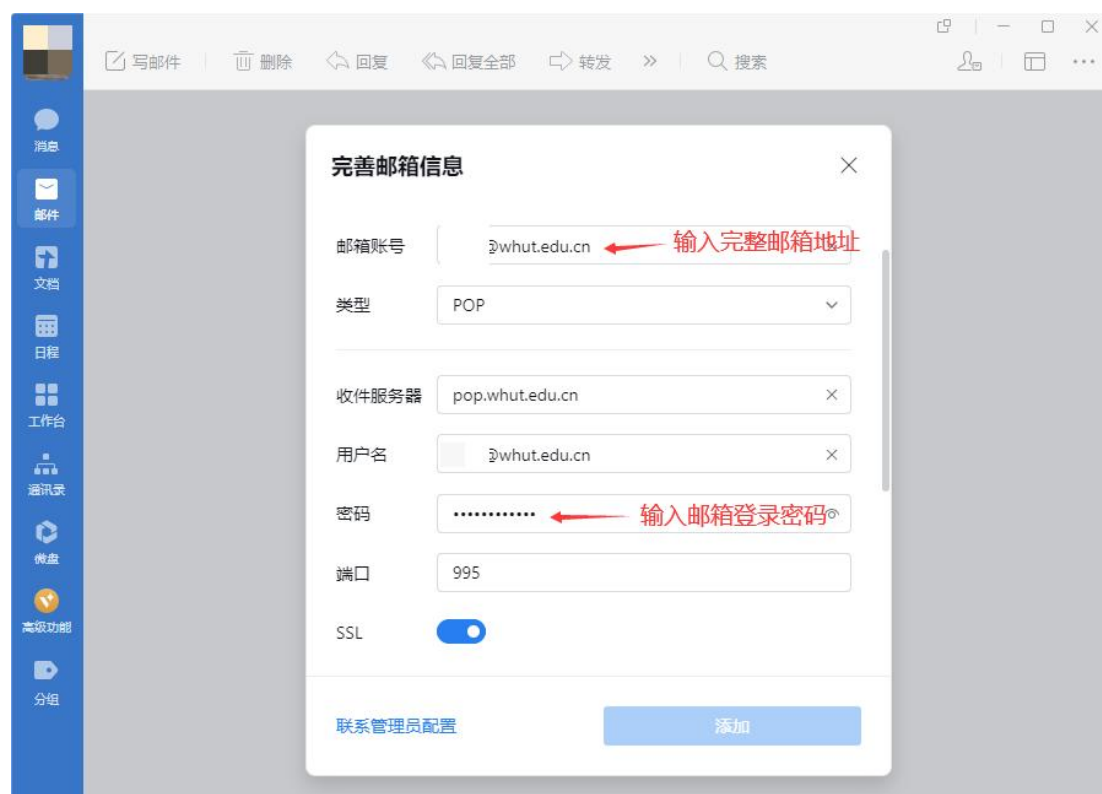 写邮件 删除 回复 回复全部 转发 搜索
消息
邮件
文档
日程
工作台
通讯录
微盘
高级功能
分组
完善邮箱信息
邮箱账号 @whut.edu.cn 输入完整邮箱地址
类型 POP
收件服务器 pop.whut.edu.cn
用户名 @whut.edu.cn
密码 •••••••••••• 输入邮箱登录密码
端口 995
SSL
联系管理员配置 添加